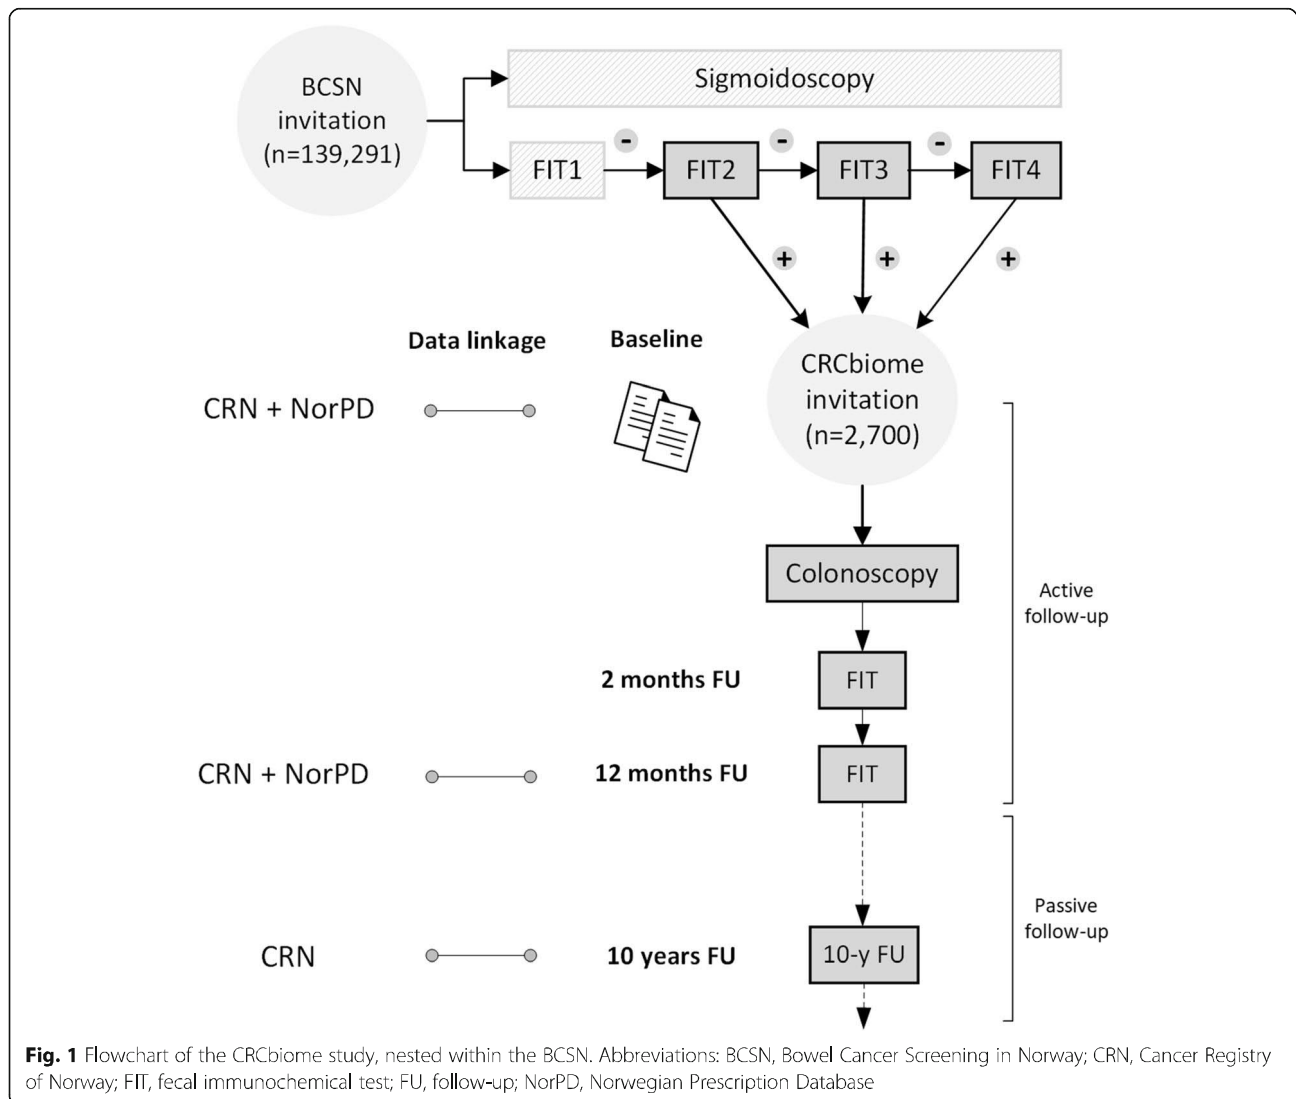 BCSN
invitation
(n=139,291)
Sigmoidoscopy
FIT1
-
FIT2
-
FIT3
-
FIT4
+
+
+
Data linkage
Baseline
CRCbiome
invitation
(n=2,700)
CRN + NorPD
Colonoscopy
Active
follow-up
2 months FU
FIT
CRN + NorPD
12 months FU
FIT
Passive
follow-up
CRN
10 years FU
10-y FU
Fig. 1 Flowchart of the CRCbiome study, nested within the BCSN. Abbreviations: BCSN, Bowel Cancer Screening in Norway; CRN, Cancer Registry
of Norway; FIT, fecal immunochemical test; FU, follow-up; NorPD, Norwegian Prescription Database